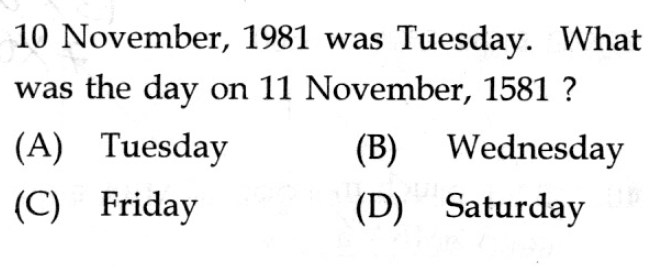 10 November, 1981 was Tuesday. What
was the day on 11 November, 1581 ?
(A) Tuesday (B) Wednesday
(C) Friday (D) Saturday